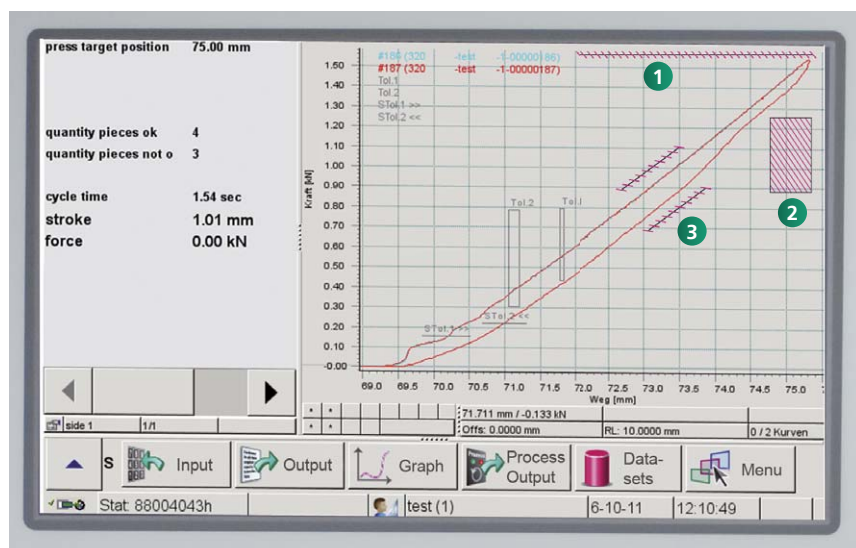 press target position 75.00 mm
quantity pieces ok 4
quantity pieces not o 3
cycle time 1.54 sec
stroke 1.01 mm
force 0.00 kN
#186 (320 -test -1-00000186)
#187 (320 -test -1-00000187)
Tol.1
Tol.2
STol.1 >>
STol.2 <<
Kraft [kN]
1.50
1.40
1.30
1.20
1.10
1.00
0.90
0.80
0.70
0.60
0.50
0.40
0.30
0.20
0.10
-0.00
1
2
3
Tol.2 Tol.1
STol.1 >> STol.2 <<
69.0 69.5 70.0 70.5 71.0 71.5 72.0 72.5 73.0 73.5 74.0 74.5 75.0
Weg [mm]
71.711 mm / -0.133 kN
Offs: 0.0000 mm RL: 10.0000 mm 0 / 2 Kurven
side 1 1/1
S Input Output Graph Process Output Data-sets Menu
Stat: 88004043h test (1) 6-10-11 12:10:49